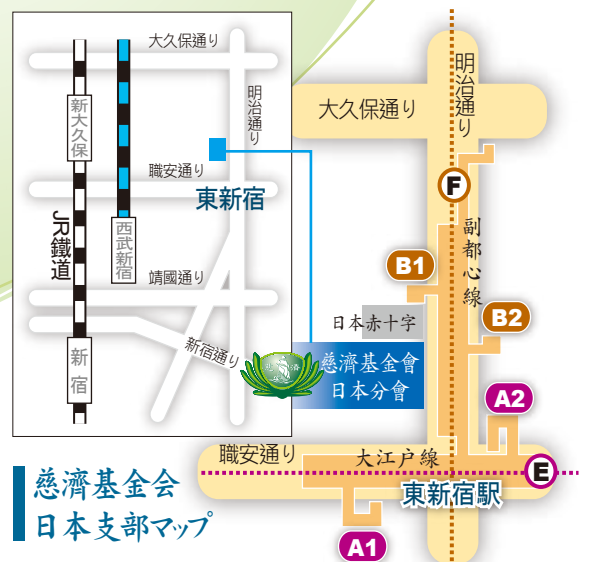 大久保通り
明治通り
新大久保
職安通り
東新宿
JR鐵道
西武新宿
靖國通り
新宿通り
新宿
大久保通り
明治通り
F
副都心線
B1
日本赤十字
B2
慈濟基金會
日本分會
A2
職安通り
大江戸線
E
東新宿駅
A1
慈濟基金会
日本支部マップ